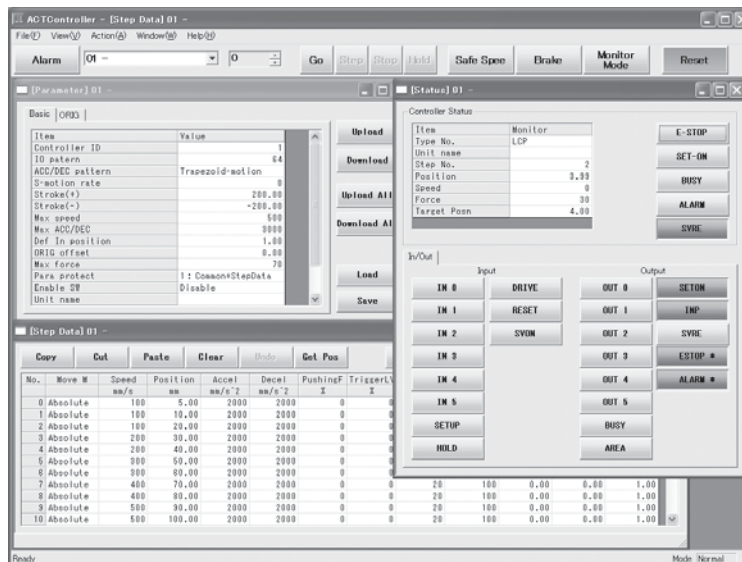 ACTController - [Step Data] 01 -
File(F) View(V) Action(A) Window(W) Help(H)
Alarm 01 - 0 Go Step Stop Hold Safe Spee Brake Monitor Mode Reset
[Parameter] 01 -
Basic ORIG
Item Value
Controller ID 1
IO patern 64
ACC/DEC pattern Trapezoid-motion
S-motion rate 0
Stroke(+) 200.00
Stroke(-) -200.00
Max speed 500
Max ACC/DEC 3000
Def In position 1.00
ORIG offset 0.00
Max force 70
Para protect 1:Common+StepData
Enable SW Disable
Unit name
Upload
Download
Upload All
Download Al
Load
Save
[Status] 01 -
Controller Status
Item Monitor
Type No. LCP
Unit name
Step No. 2
Position 3.99
Speed 0
Force 30
Target Posn 4.00
E-STOP
SET-ON
BUSY
ALARM
SVRE
In/Out
Input Output
IN 0 DRIVE OUT 0 SETON
IN 1 RESET OUT 1 INP
IN 2 SVON OUT 2 SVRE
IN 3 OUT 3 ESTOP *
IN 4 OUT 4 ALARM *
IN 5 OUT 5
SETUP BUSY
HOLD AREA
[Step Data] 01 -
Copy Cut Paste Clear Undo Get Pos
No. Move M Speed Position Accel Decel PushingF TriggerLV
mm/s mm mm/s^2 mm/s^2 % %
0 Absolute 100 5.00 2000 2000 0 0
1 Absolute 100 10.00 2000 2000 0 0
2 Absolute 100 20.00 2000 2000 0 0
3 Absolute 200 30.00 2000 2000 0 0
4 Absolute 200 40.00 2000 2000 0 0
5 Absolute 300 50.00 2000 2000 0 0
6 Absolute 300 60.00 2000 2000 0 0
7 Absolute 400 70.00 2000 2000 0 0 20 100 0.00 0.00 1.00
8 Absolute 400 80.00 2000 2000 0 0 20 100 0.00 0.00 1.00
9 Absolute 500 90.00 2000 2000 0 0 20 100 0.00 0.00 1.00
10 Absolute 500 100.00 2000 2000 0 0 20 100 0.00 0.00 1.00
Ready Mode Normal